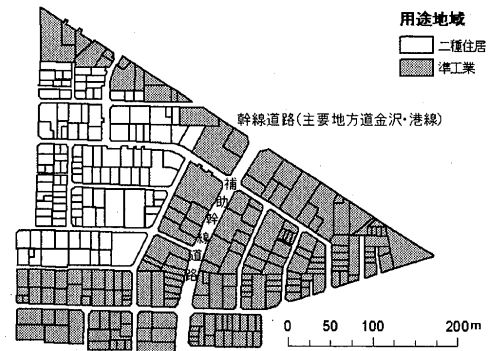 用途地域
二種住居
準工業
幹線道路(主要地方道金沢・港線)
補助幹線道路
0 50 100 200m